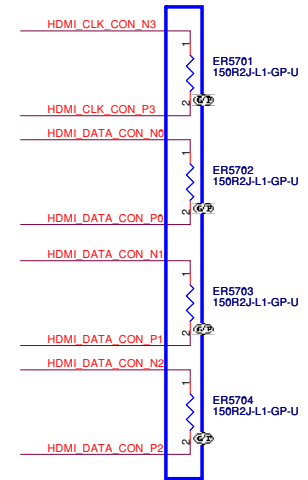 HDMI_CLK_CON_N3
1
ER5701
150R2J-L1-GP-U
2
G/P
HDMI_CLK_CON_P3
HDMI_DATA_CON_N0
1
ER5702
150R2J-L1-GP-U
2
G/P
HDMI_DATA_CON_P0
HDMI_DATA_CON_N1
1
ER5703
150R2J-L1-GP-U
2
G/P
HDMI_DATA_CON_P1
HDMI_DATA_CON_N2
1
ER5704
150R2J-L1-GP-U
2
G/P
HDMI_DATA_CON_P2